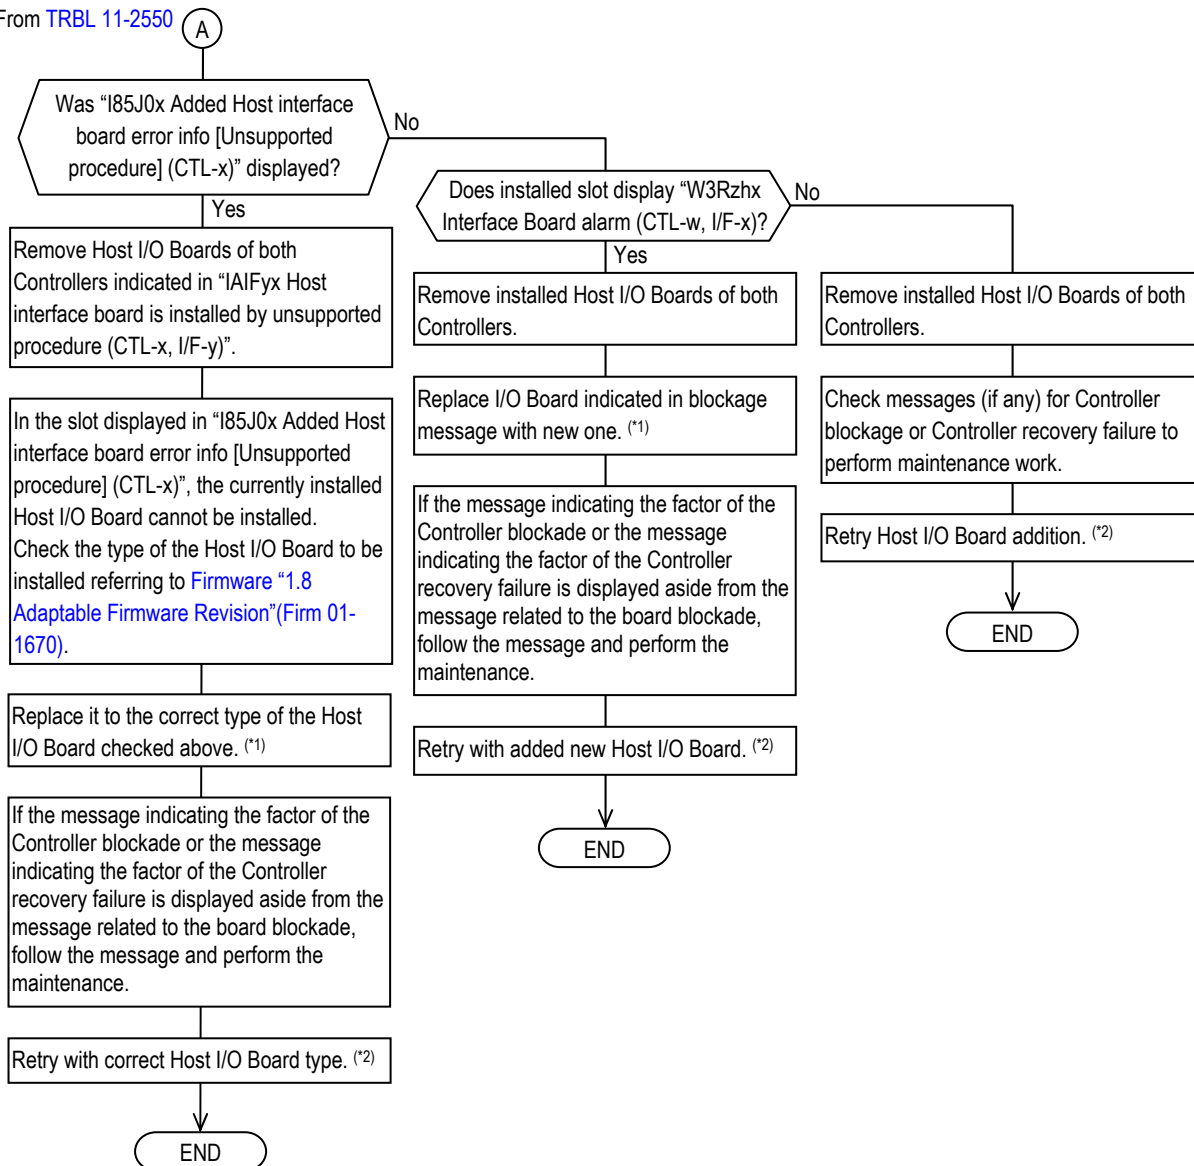 From TRBL 11-2550
A
Was “I85J0x Added Host interface
board error info [Unsupported
procedure] (CTL-x)” displayed?
No
Yes
Remove Host I/O Boards of both
Controllers indicated in “IAIFyx Host
interface board is installed by unsupported
procedure (CTL-x, I/F-y)”.
In the slot displayed in “I85J0x Added Host
interface board error info [Unsupported
procedure] (CTL-x)”, the currently installed
Host I/O Board cannot be installed.
Check the type of the Host I/O Board to be
installed referring to Firmware “1.8
Adaptable Firmware Revision”(Firm 01-
1670).
Replace it to the correct type of the Host
I/O Board checked above. (*1)
If the message indicating the factor of the
Controller blockade or the message
indicating the factor of the Controller
recovery failure is displayed aside from the
message related to the board blockade,
follow the message and perform the
maintenance.
Retry with correct Host I/O Board type. (*2)
END
Does installed slot display “W3Rzhx
Interface Board alarm (CTL-w, I/F-x)?
No
Yes
Remove installed Host I/O Boards of both
Controllers.
Replace I/O Board indicated in blockage
message with new one. (*1)
If the message indicating the factor of the
Controller blockade or the message
indicating the factor of the Controller
recovery failure is displayed aside from the
message related to the board blockade,
follow the message and perform the
maintenance.
Retry with added new Host I/O Board. (*2)
END
Remove installed Host I/O Boards of both
Controllers.
Check messages (if any) for Controller
blockage or Controller recovery failure to
perform maintenance work.
Retry Host I/O Board addition. (*2)
END